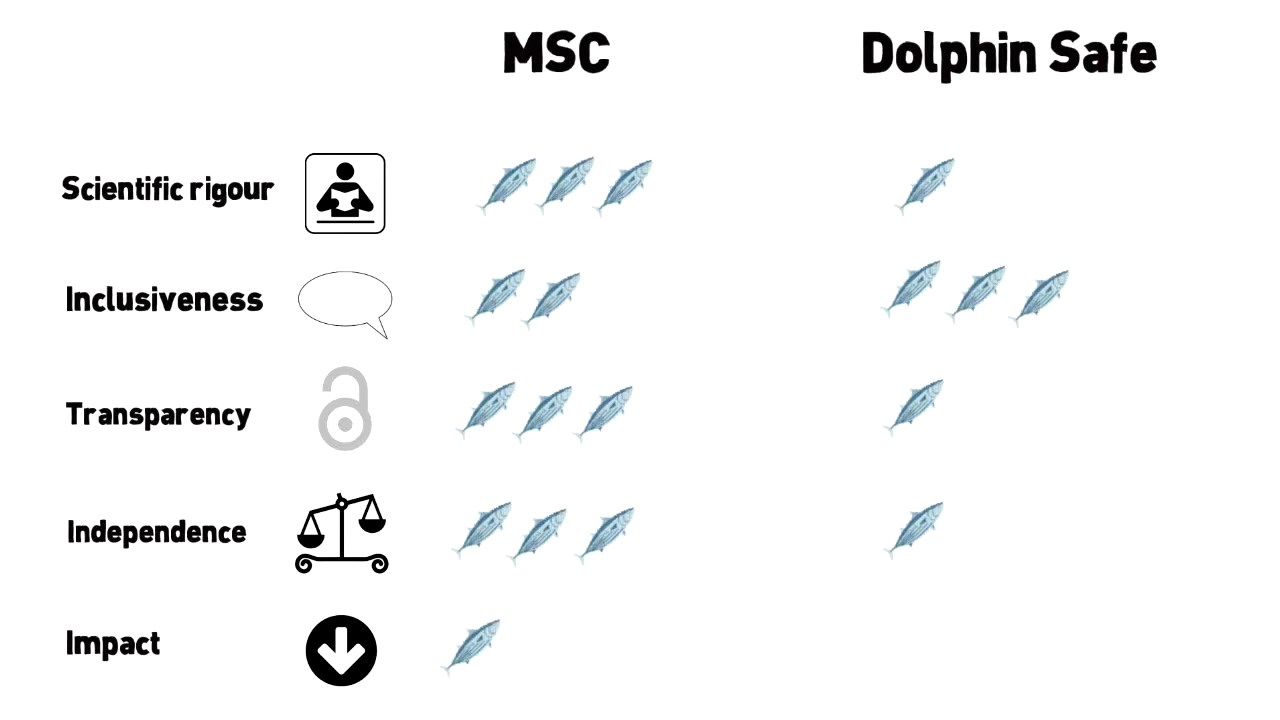 MSC
Dolphin Safe
Scientific rigour
Inclusiveness
Transparency
Independence
Impact